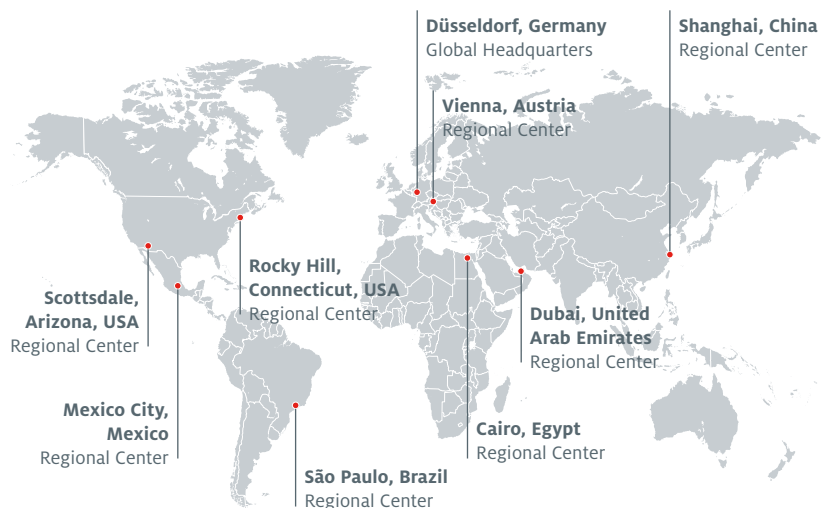 Düsseldorf, Germany
Global Headquarters
Shanghai, China
Regional Center
Vienna, Austria
Regional Center
Rocky Hill,
Connecticut, USA
Regional Center
Scottsdale,
Arizona, USA
Regional Center
Dubai, United
Arab Emirates
Regional Center
Mexico City,
Mexico
Regional Center
Cairo, Egypt
Regional Center
São Paulo, Brazil
Regional Center